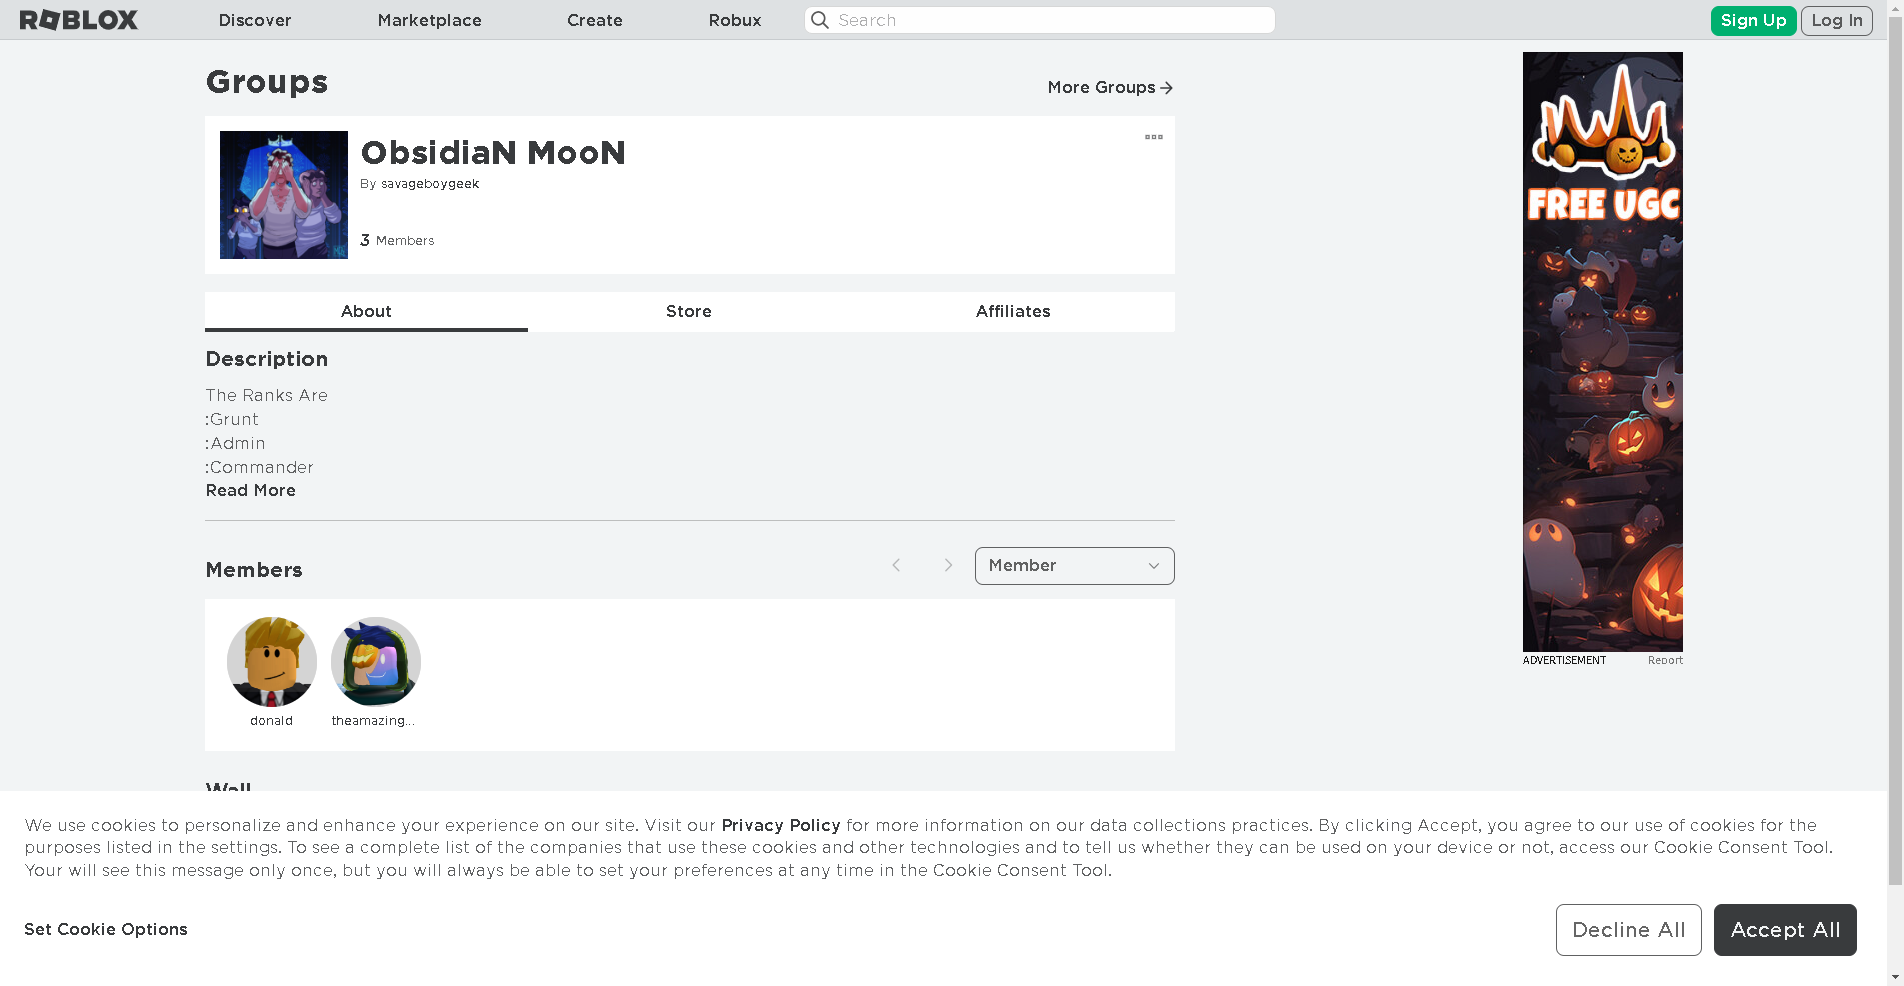 ROBLOX
Discover
Marketplace
Create
Robux
Search
Sign Up
Log In
Groups
More Groups
ObsidiaN MooN
By savageboygeek
3 Members
About
Store
Affiliates
Description
The Ranks Are
:Grunt
:Admin
:Commander
Read More
Members
Member
donald
theamazing...
Wall
FREE UGC
ADVERTISEMENT
Report
We use cookies to personalize and enhance your experience on our site. Visit our Privacy Policy for more information on our data collections practices. By clicking Accept, you agree to our use of cookies for the
purposes listed in the settings. To see a complete list of the companies that use these cookies and other technologies and to tell us whether they can be used on your device or not, access our Cookie Consent Tool.
Your will see this message only once, but you will always be able to set your preferences at any time in the Cookie Consent Tool.
Set Cookie Options
Decline All
Accept All